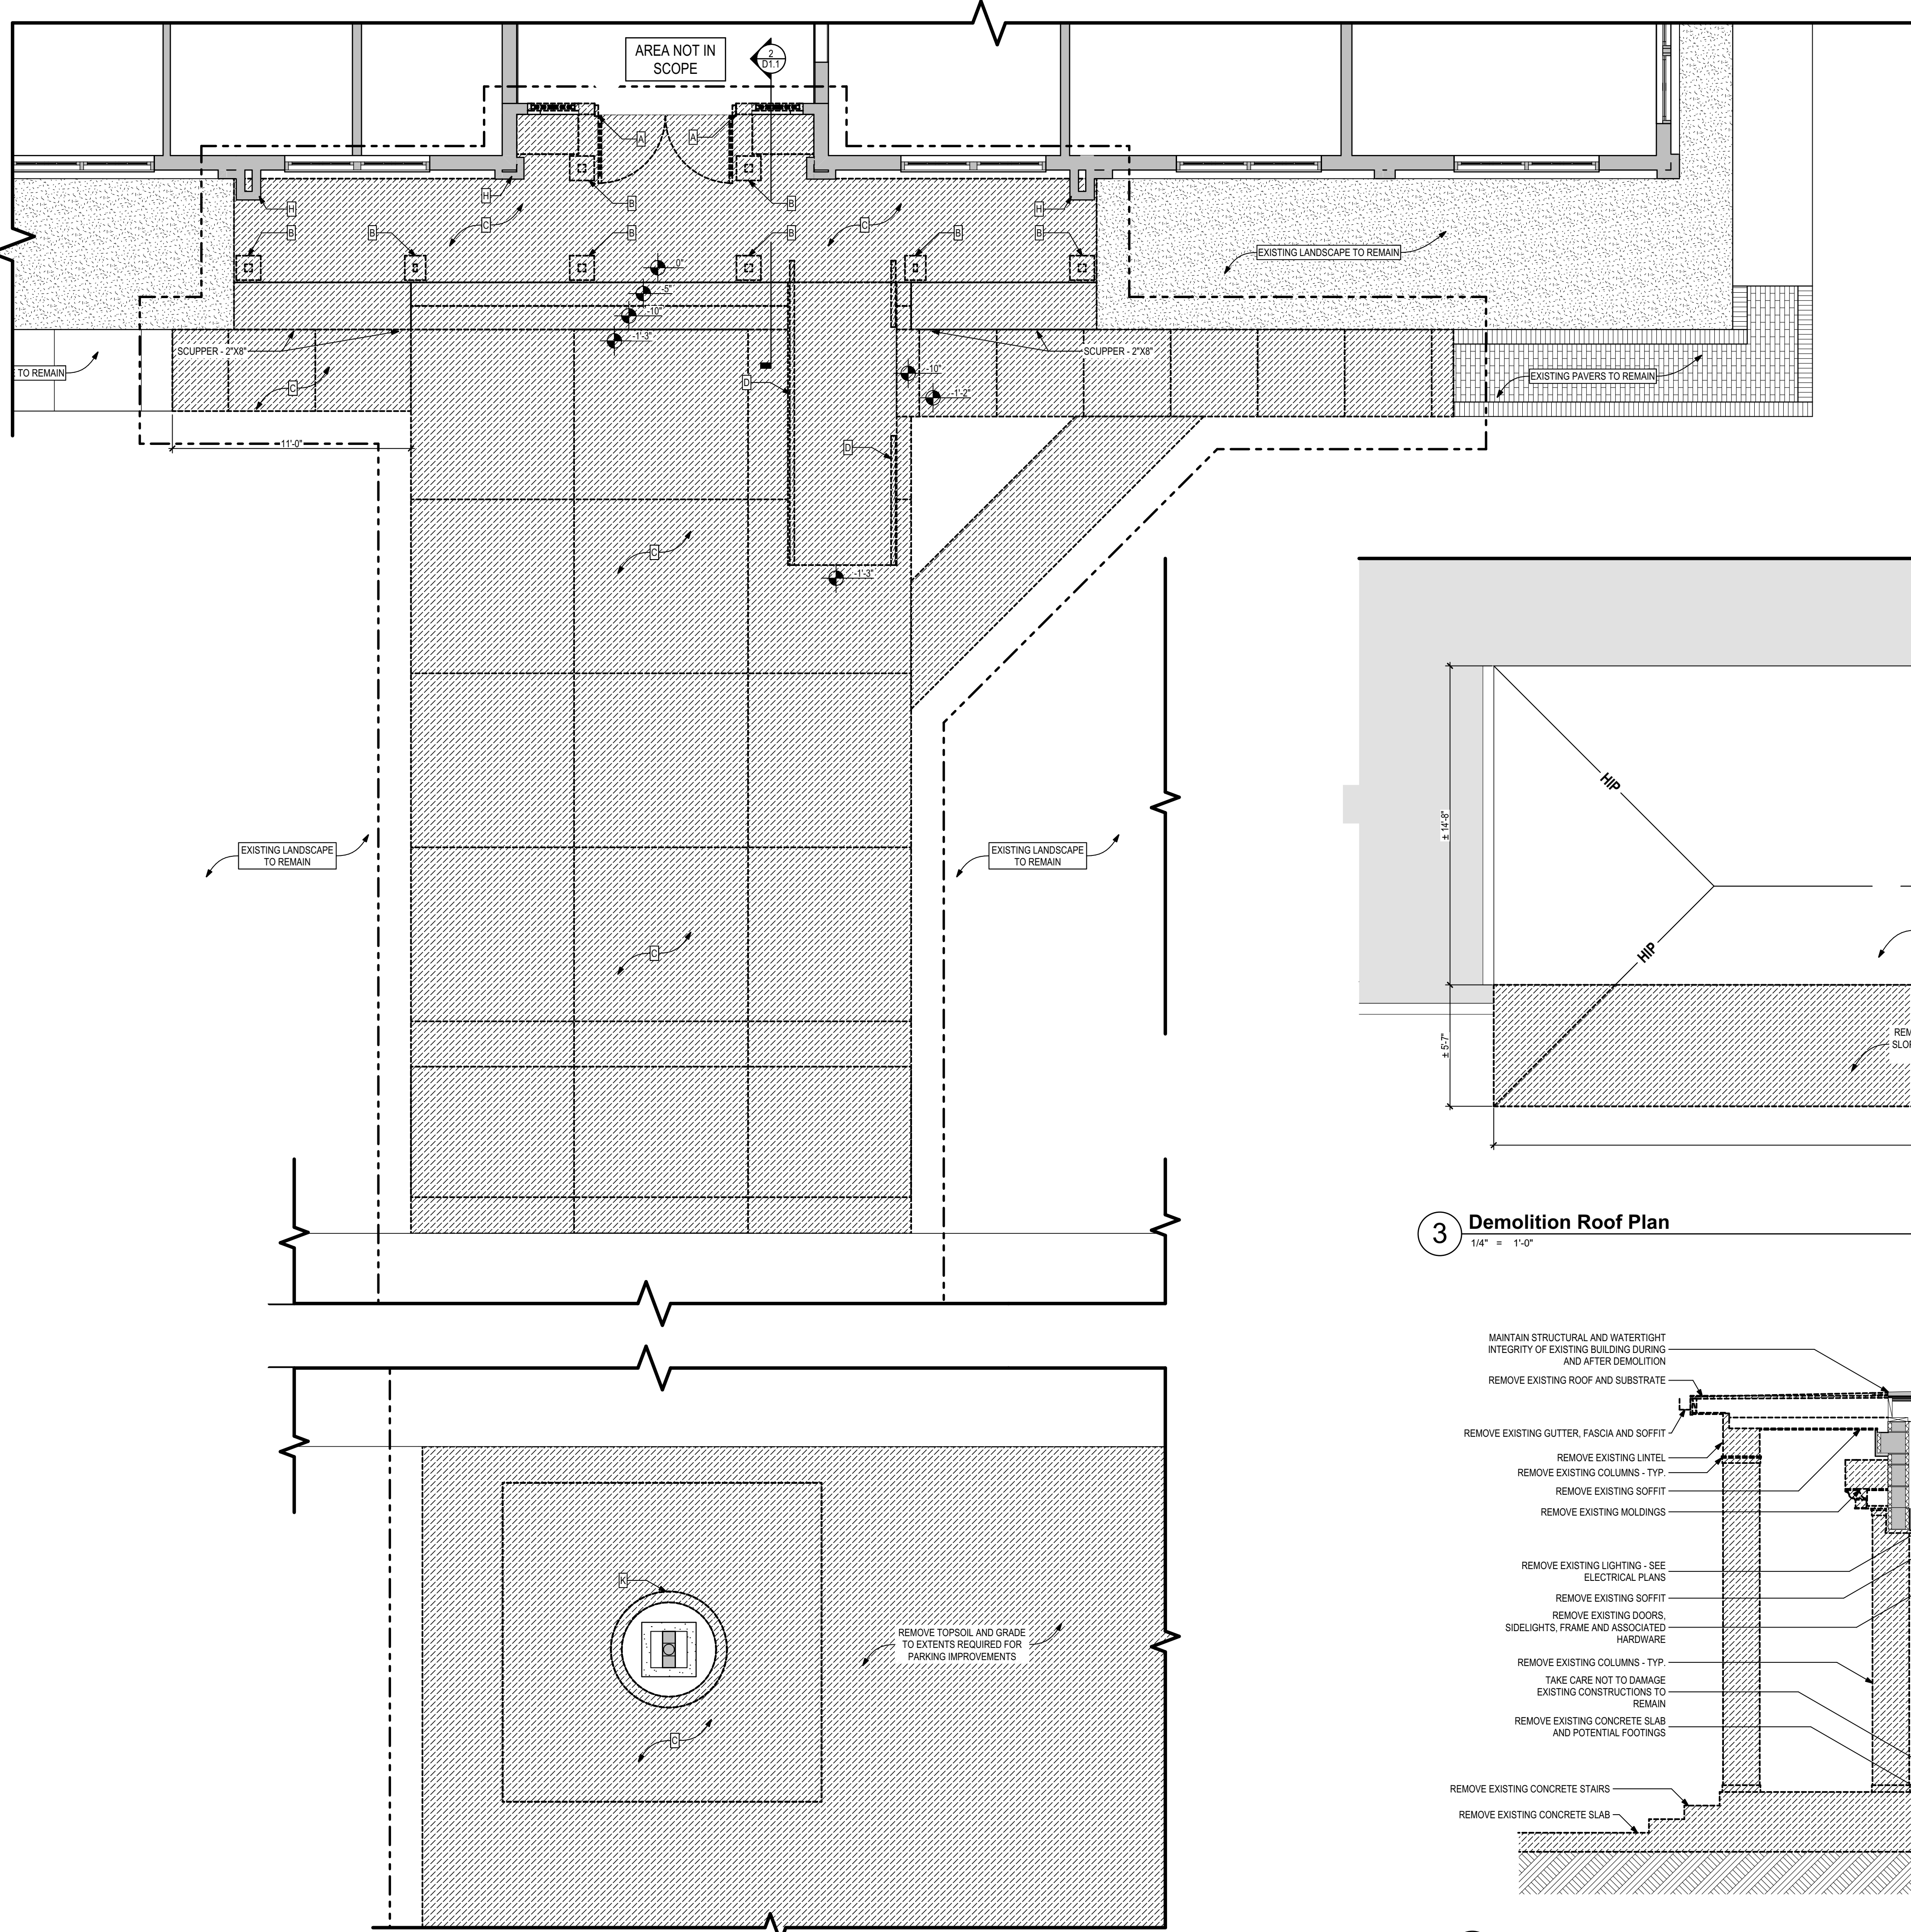 AREA NOT IN
SCOPE
2
D1.1
A
A
H
H
H
B
B
C
C
B
B
B
B
B
B
0"
-5"
-10"
-1'-3"
EXISTING LANDSCAPE TO REMAIN
SCUPPER - 2"X8"
SCUPPER - 2"X8"
TO REMAIN
C
D
-10"
-1'-2"
EXISTING PAVERS TO REMAIN
11'-0"
D
C
-1'-3"
EXISTING LANDSCAPE
TO REMAIN
EXISTING LANDSCAPE
TO REMAIN
C
HIP
HIP
± 14'-8"
± 5'-7"
3
Demolition Roof Plan
1/4" = 1'-0"
MAINTAIN STRUCTURAL AND WATERTIGHT
INTEGRITY OF EXISTING BUILDING DURING
AND AFTER DEMOLITION
REMOVE EXISTING ROOF AND SUBSTRATE
REMOVE EXISTING GUTTER, FASCIA AND SOFFIT
REMOVE EXISTING LINTEL
REMOVE EXISTING COLUMNS - TYP.
REMOVE EXISTING SOFFIT
REMOVE EXISTING MOLDINGS
REMOVE EXISTING LIGHTING - SEE
ELECTRICAL PLANS
REMOVE EXISTING SOFFIT
REMOVE EXISTING DOORS,
SIDELIGHTS, FRAME AND ASSOCIATED
HARDWARE
REMOVE EXISTING COLUMNS - TYP.
TAKE CARE NOT TO DAMAGE
EXISTING CONSTRUCTIONS TO
REMAIN
REMOVE EXISTING CONCRETE SLAB
AND POTENTIAL FOOTINGS
REMOVE EXISTING CONCRETE STAIRS
REMOVE EXISTING CONCRETE SLAB
K
REMOVE TOPSOIL AND GRADE
TO EXTENTS REQUIRED FOR
PARKING IMPROVEMENTS
C